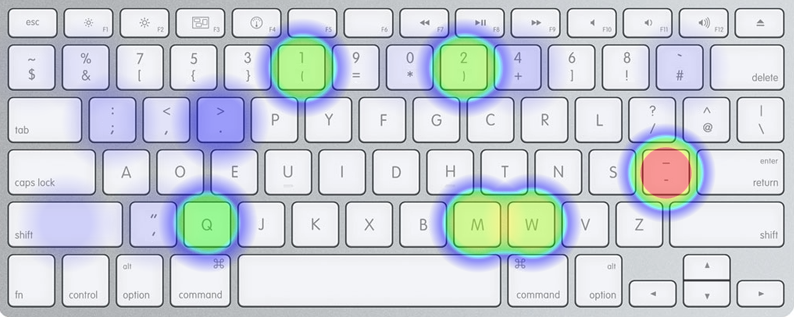 esc F1 F2 F3 F4 F5 F6 F7 F8 F9 F10 F11 F12
~ % 7 5 3 1 9 0 2 4 6 8 `
$ & [ { } ( = * ) + ] ! # delete
: < > P Y F G C R L ? ^ |
tab ; , . / @ \
A O E U I D H T N S _ enter
caps lock - return
" Q J K X B M W V Z
shift ' shift
alt ⌘ ⌘ alt
fn control option command command option